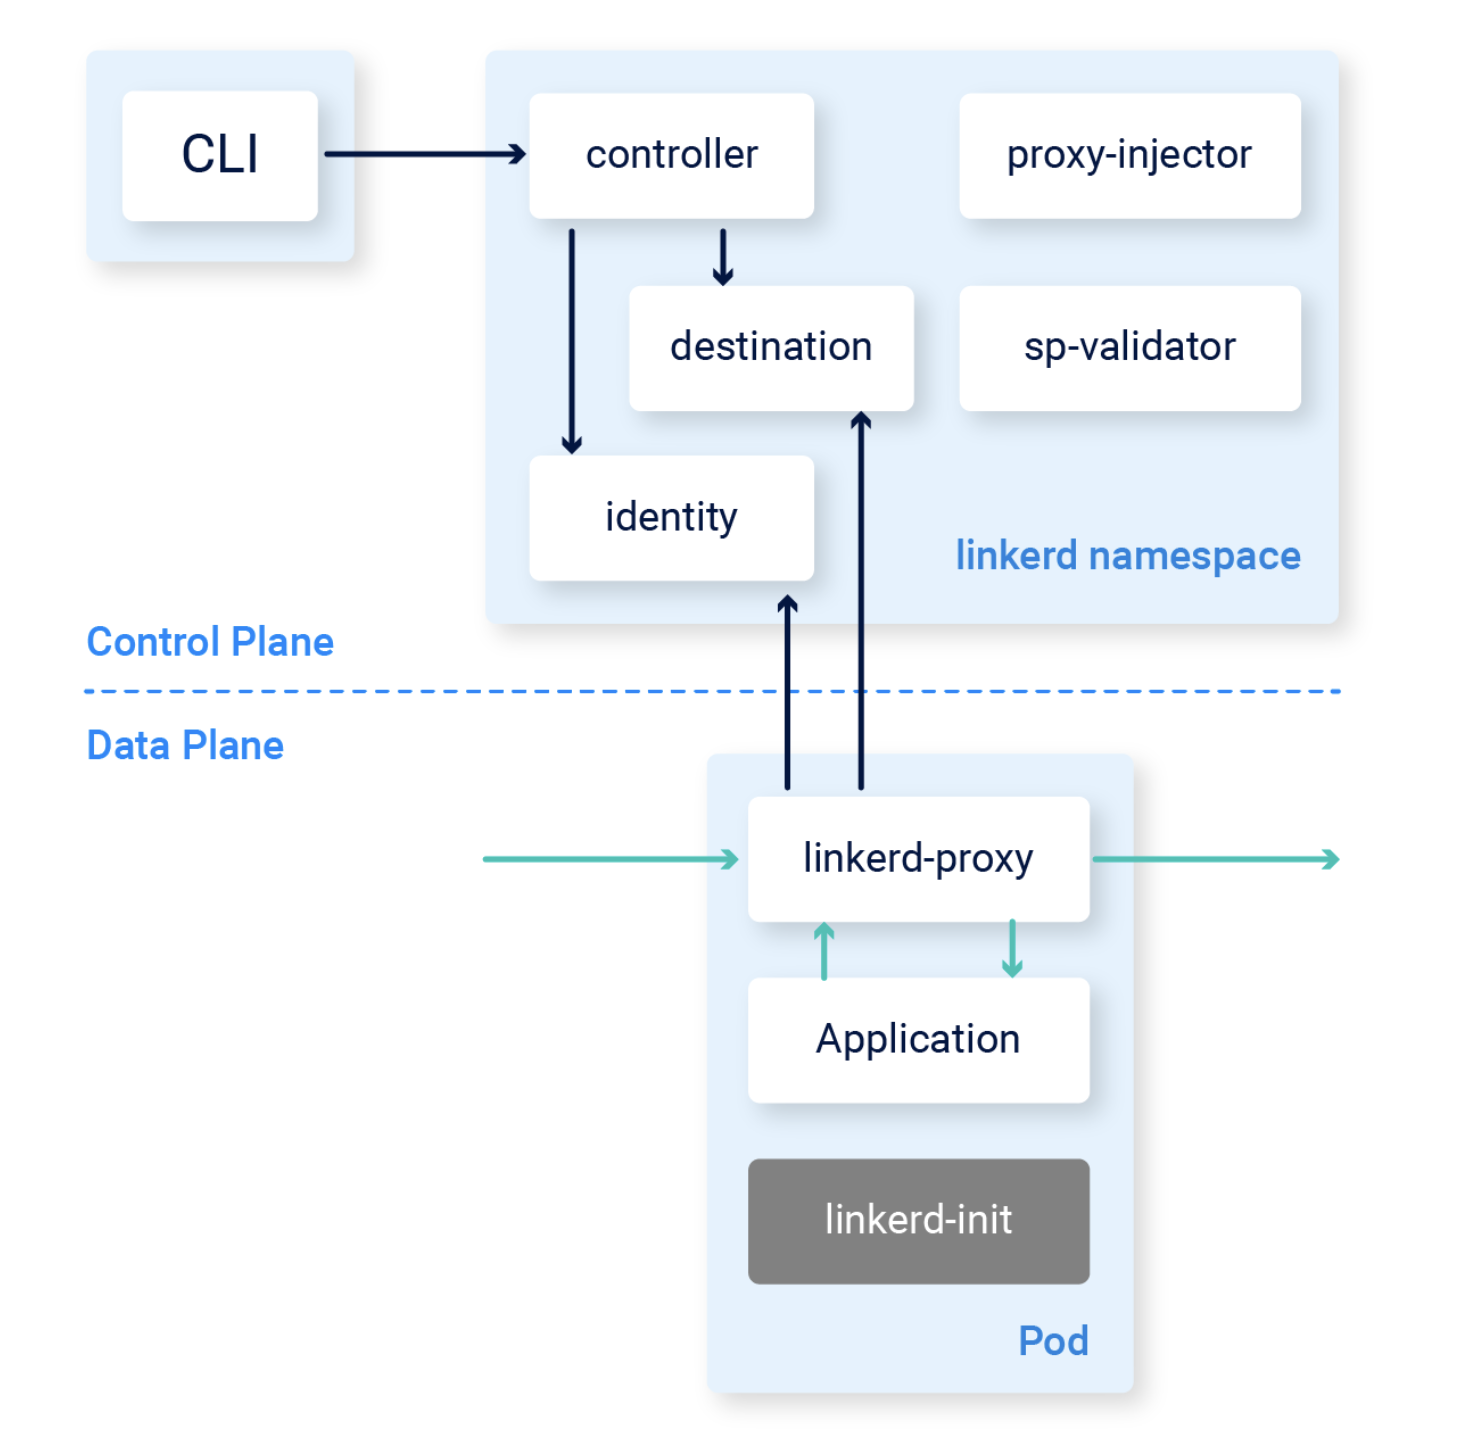 CLI
controller
proxy-injector
destination
sp-validator
identity
linkerd namespace
Control Plane
Data Plane
linkerd-proxy
Application
linkerd-init
Pod